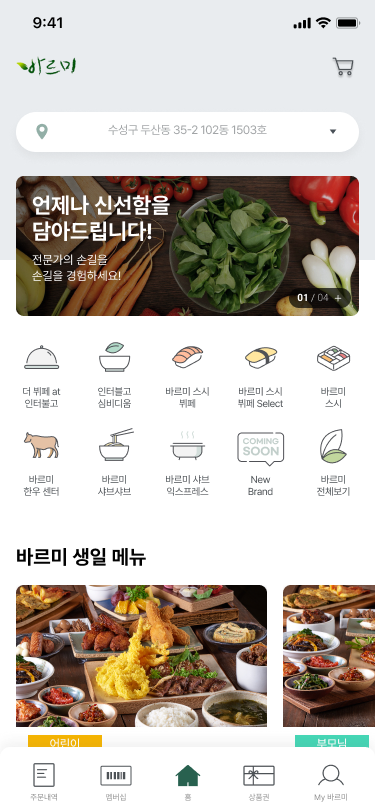 9:41
바르미
수성구 두산동 35-2 102동 1503호
언제나 신선함을
담아드립니다!
전문가의 손길을
손길을 경험하세요!
01 / 04 +
더 뷔페 at
인터불고
인터불고
심비디움
바르미 스시
뷔페
바르미 스시
뷔페 Select
바르미
스시
COMING
SOON
바르미
한우 센터
바르미
샤브샤브
바르미 샤브
익스프레스
New
Brand
바르미
전체보기
바르미 생일 메뉴
어린이
부모님
주문내역
멤버십
홈
상품권
My 바르미